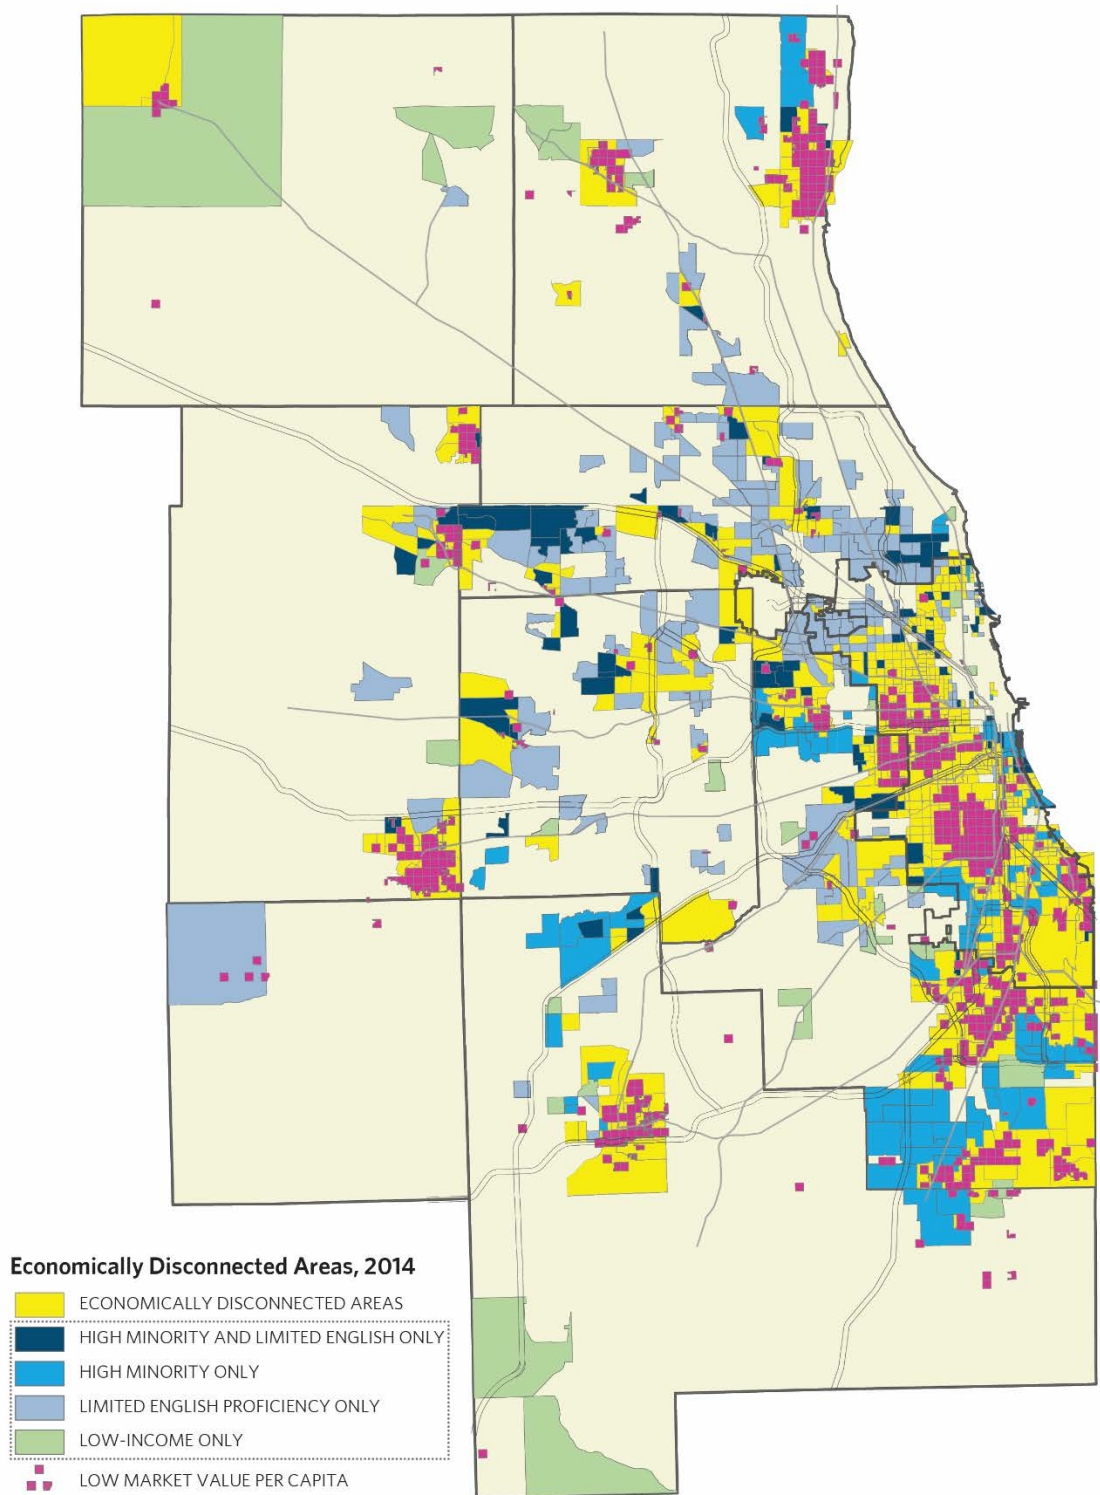 Economically Disconnected Areas, 2014
ECONOMICALLY DISCONNECTED AREAS
HIGH MINORITY AND LIMITED ENGLISH ONLY
HIGH MINORITY ONLY
LIMITED ENGLISH PROFICIENCY ONLY
LOW-INCOME ONLY
LOW MARKET VALUE PER CAPITA